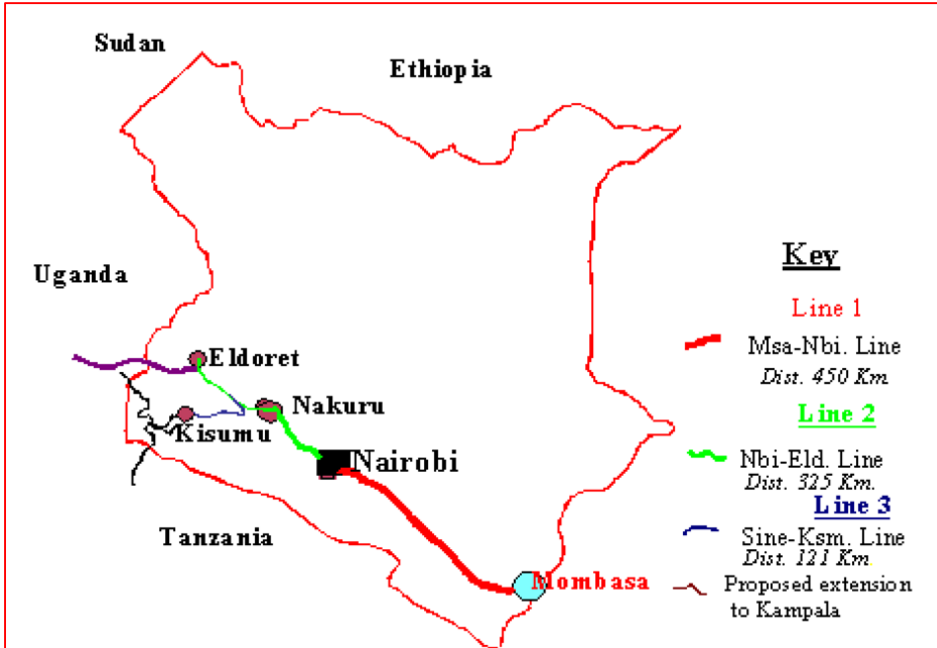 Sudan
Ethiopia
Uganda
Eldoret
Nakuru
Kisumu
Nairobi
Tanzania
Mombasa
Key
Line 1
Msa-Nbi. Line
Dist. 450 Km
Line 2
Nbi-Eld. Line
Dist. 325 Km.
Line 3
Sine-Ksm. Line
Dist. 121 Km.
Proposed extension
to Kampala